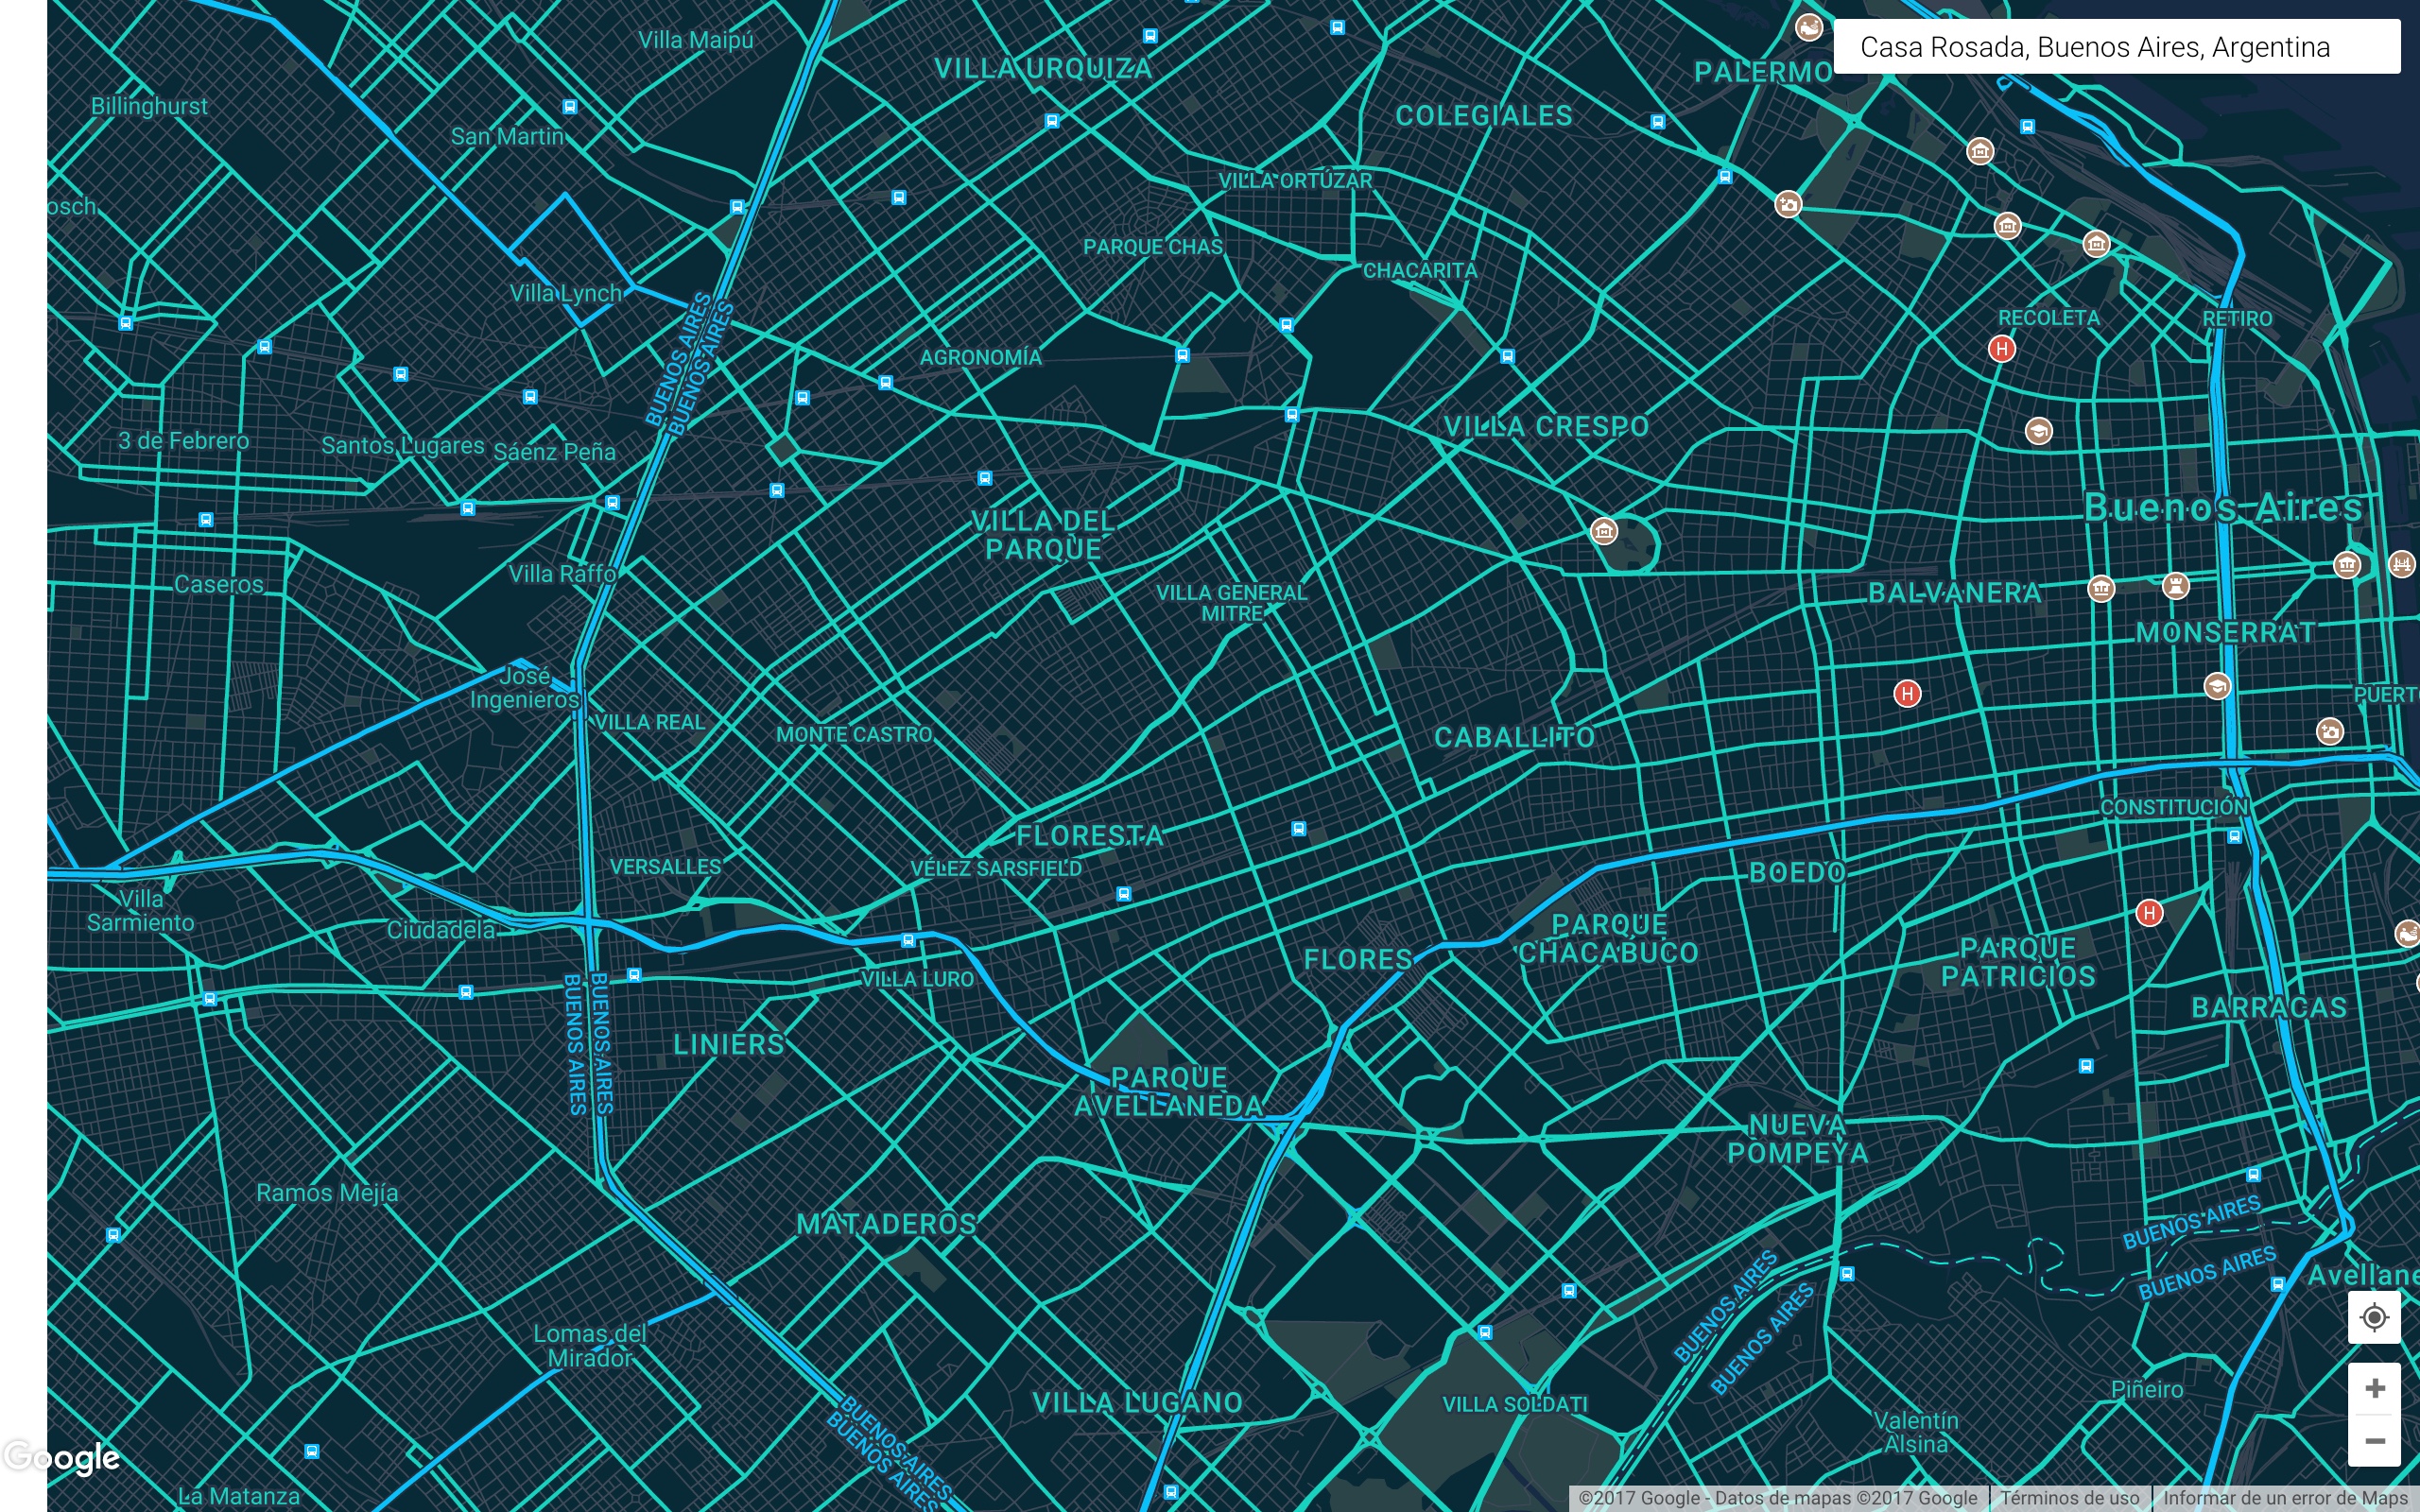 Casa Rosada, Buenos Aires, Argentina
Villa Maipú
VILLA URQUIZA
PALERMO
Billinghurst
COLEGIALES
San Martin
VILLA ORTÚZAR
osch
PARQUE CHAS
CHACARITA
Villa Lynch
RECOLETA
RETIRO
BUENOS AIRES
BUENOS AIRES
AGRONOMÍA
3 de Febrero
Santos Lugares
Sáenz Peña
VILLA CRESPO
Buenos Aires
VILLA DEL
PARQUE
Caseros
Villa Raffo
VILLA GENERAL
MITRE
BALVANERA
MONSERRAT
José
Ingenieros
VILLA REAL
MONTE CASTRO
CABALLITO
PUERTO
CONSTITUCIÓN
FLORESTA
VERSALLES
VÉLEZ SARSFIELD
BOEDO
Villa
Sarmiento
Ciudadela
FLORES
PARQUE
CHACABUCO
PARQUE
PATRICIOS
VILLA LURO
BARRACAS
BUENOS AIRES
BUENOS AIRES
LINIERS
PARQUE
AVELLANEDA
NUEVA
POMPEYA
Ramos Mejía
MATADEROS
BUENOS AIRES
BUENOS AIRES
BUENOS AIRES
BUENOS AIRES
Avellane
Lomas del
Mirador
VILLA LUGANO
VILLA SOLDATI
Piñeiro
Valentín
Alsina
BUENOS AIRES
BUENOS AIRES
Google
La Matanza
©2017 Google - Datos de mapas ©2017 Google
Términos de uso
Informar de un error de Maps